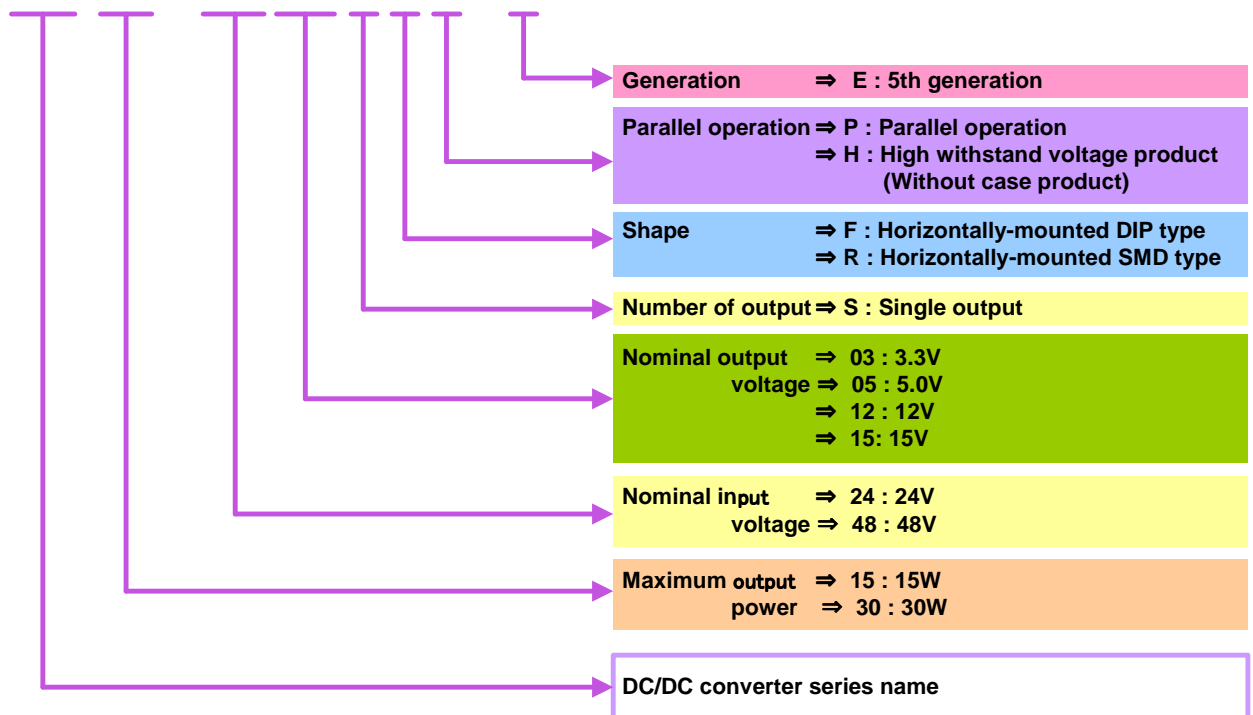 Generation ⇒ E : 5th generation
Parallel operation ⇒ P : Parallel operation
⇒ H : High withstand voltage product
(Without case product)
Shape ⇒ F : Horizontally-mounted DIP type
⇒ R : Horizontally-mounted SMD type
Number of output ⇒ S : Single output
Nominal output ⇒ 03 : 3.3V
voltage ⇒ 05 : 5.0V
⇒ 12 : 12V
⇒ 15: 15V
Nominal input ⇒ 24 : 24V
voltage ⇒ 48 : 48V
Maximum output ⇒ 15 : 15W
power ⇒ 30 : 30W
DC/DC converter series name